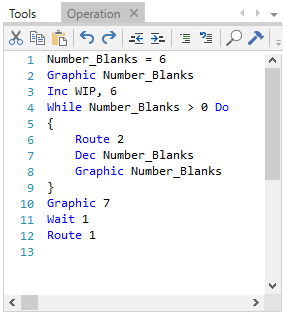 Tools Operation
1 Number_Blanks = 6
2 Graphic Number_Blanks
3 Inc WIP, 6
4 While Number_Blanks > 0 Do
5 {
6 Route 2
7 Dec Number_Blanks
8 Graphic Number_Blanks
9 }
10 Graphic 7
11 Wait 1
12 Route 1
13